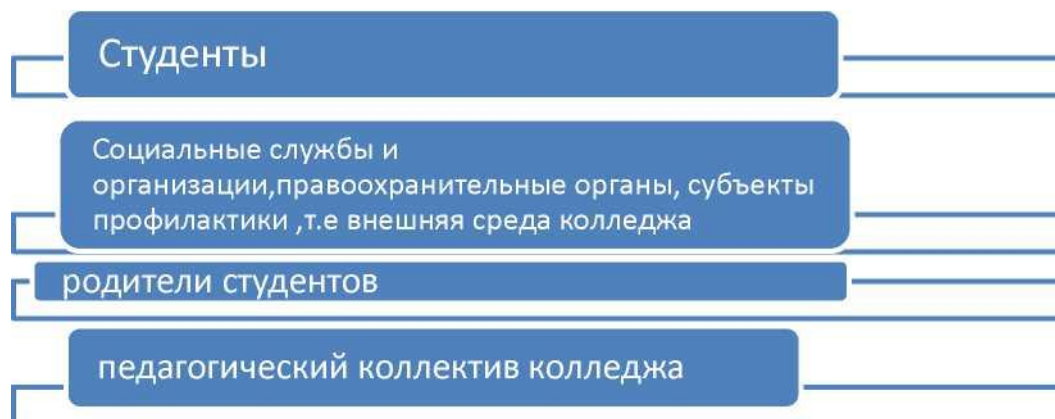 Студенты
Социальные службы и
организации,правоохранительные органы, субъекты
профилактики ,т.е внешняя среда колледжа
родители студентов
педагогический коллектив колледжа